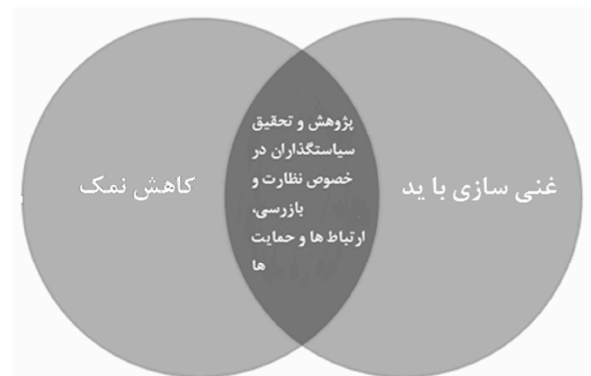 غنی سازی با ید
پژوهش و تحقیق
سیاستگذاران در
خصوص نظارت و
بازرسی،
ارتباط ها و حمایت
ها
کاهش نمک